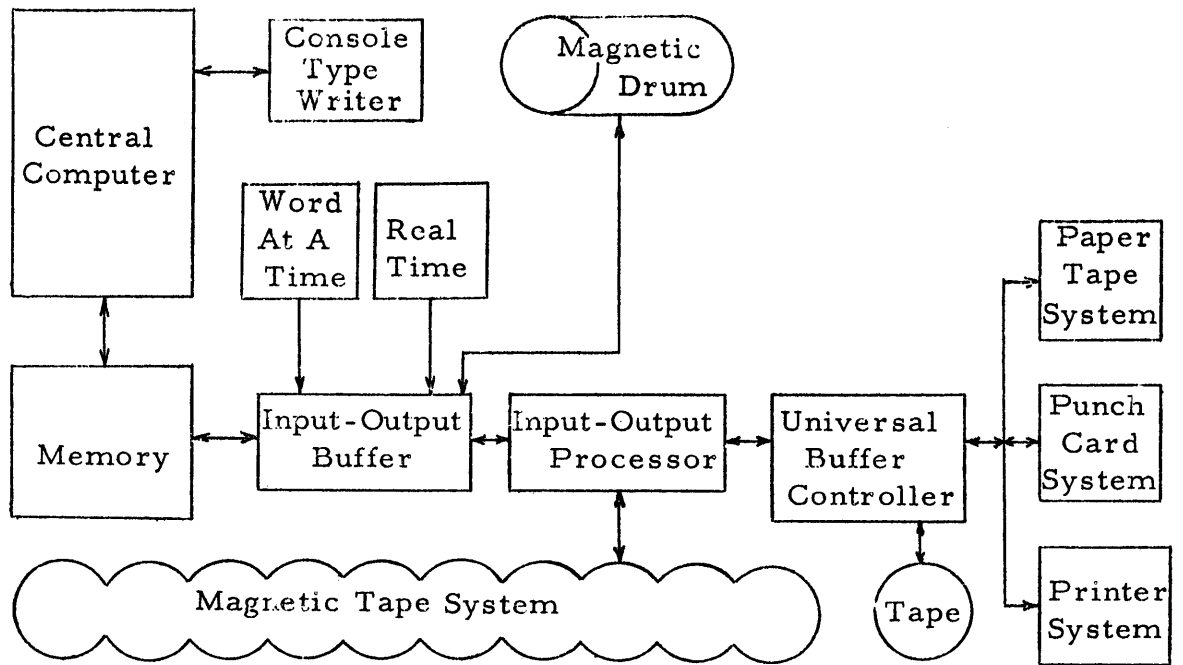 Console
Type
Writer
Magnetic
Drum
Central
Computer
Word
At A
Time
Real
Time
Paper
Tape
System
Input-Output
Buffer
Input-Output
Processor
Universal
Buffer
Controller
Punch
Card
System
Memory
Magnetic Tape System
Tape
Printer
System